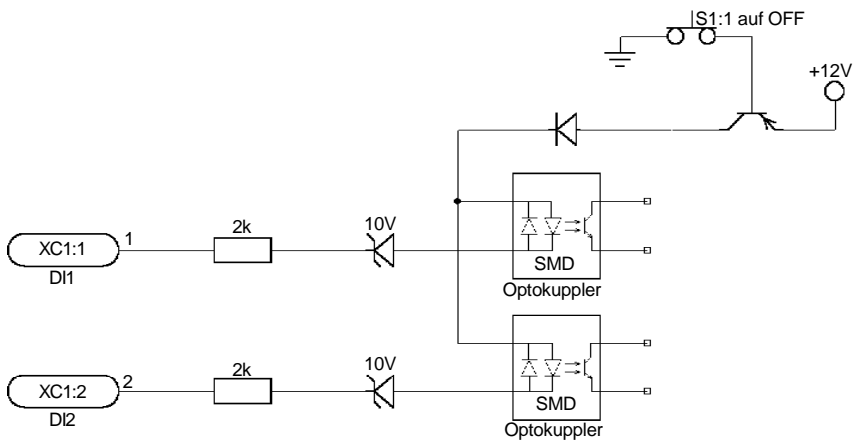 S1:1 auf OFF
+12V
XC1:1
1
DI1
2k
10V
SMD
Optokuppler
XC1:2
2
DI2
2k
10V
SMD
Optokuppler